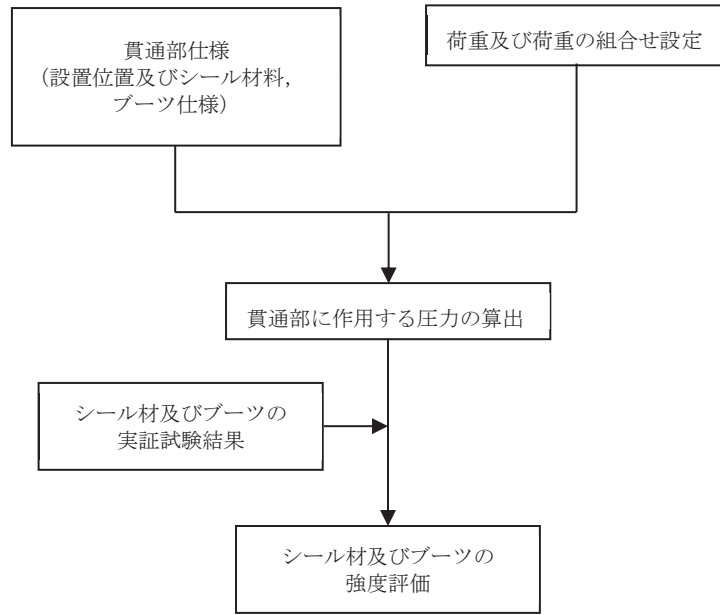 貫通部仕様
（設置位置及びシール材料，
ブーツ仕様）
荷重及び荷重の組合せ設定
貫通部に作用する圧力の算出
シール材及びブーツの
実証試験結果
シール材及びブーツの
強度評価